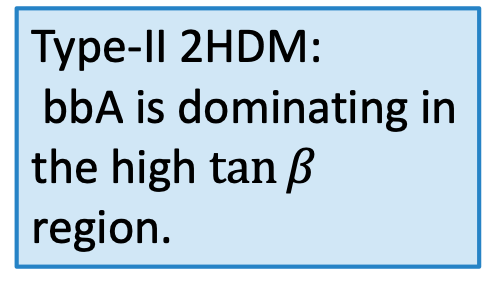 Type-II 2HDM:
bbA is dominating in
the high tan β
region.